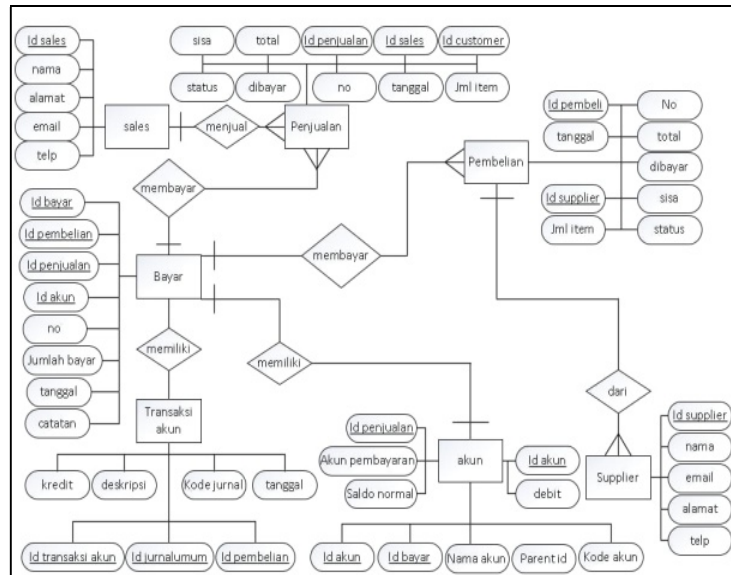 Id sales
nama
alamat
email
telp
sales
menjual
sisa
total
Id penjualan
Id sales
Id customer
status
dibayar
no
tanggal
Jml item
Penjualan
membayar
Id pembeli
No
tanggal
total
dibayar
Id supplier
sisa
Jml item
status
Pembelian
membayar
Id bayar
Id pembelian
Id penjualan
Id akun
no
Jumlah bayar
tanggal
catatan
Bayar
memiliki
memiliki
dari
Transaksi
akun
kredit
deskripsi
Kode jurnal
tanggal
Id transaksi akun
Id jurnalumum
Id pembelian
Id penjualan
Akun pembayaran
Saldo normal
akun
Id akun
debit
Id akun
Id bayar
Nama akun
Parent id
Kode akun
Supplier
Id supplier
nama
email
alamat
telp